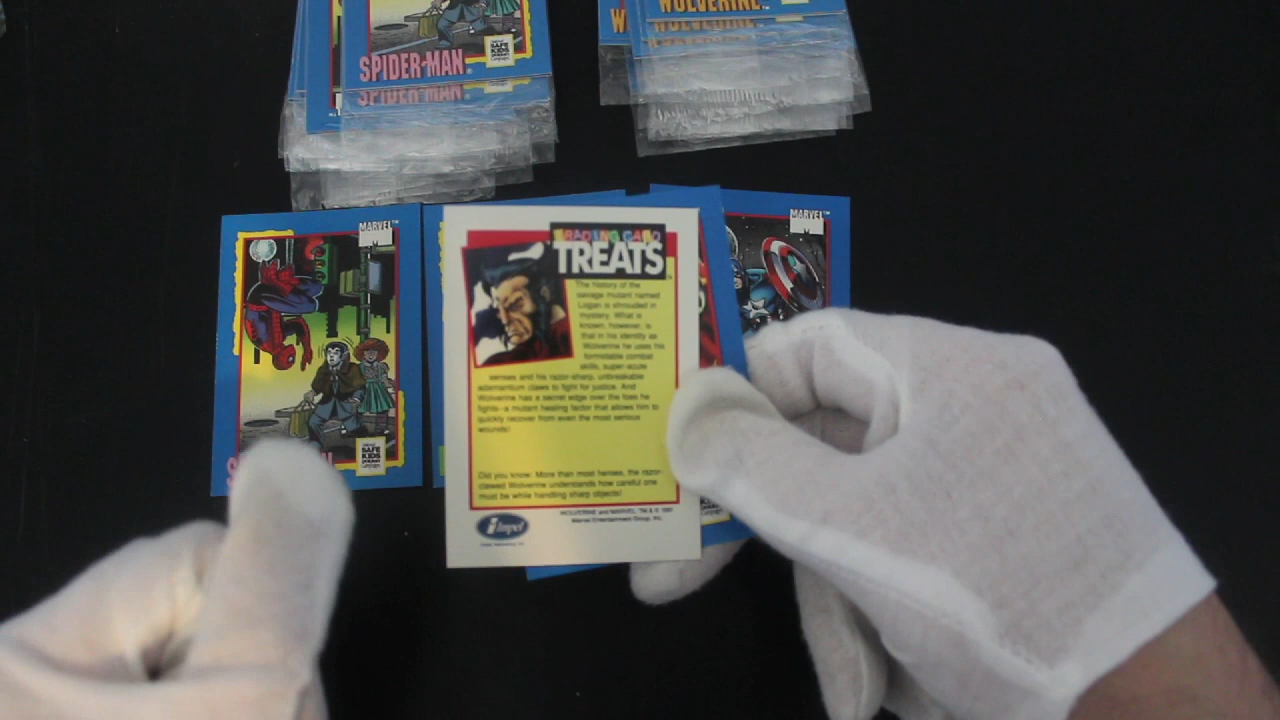 WOLVERINE
WOLVERINE
SPIDER-MAN
SPIDER-MAN
SAFE
KIDS
MARVEL
MARVEL
SAFE
KIDS
TRADING CARD
TREATS
The history of the
savage mutant named
Logan is shrouded in
mystery. What is
known, however, is
that in his identity as
Wolverine he uses his
formidable combat
skills, super-acute
senses and his razor-sharp, unbreakable
adamantium claws to fight for justice. And
Wolverine has a secret edge over the foes he
fights--a mutant healing factor that allows him to
quickly recover from even the most serious
wounds!
Did you know: More than most heroes, the razor-
clawed Wolverine understands how careful one
must be while handling sharp objects!
WOLVERINE and MARVEL TM & © 1991
Marvel Entertainment Group, Inc.
Impel